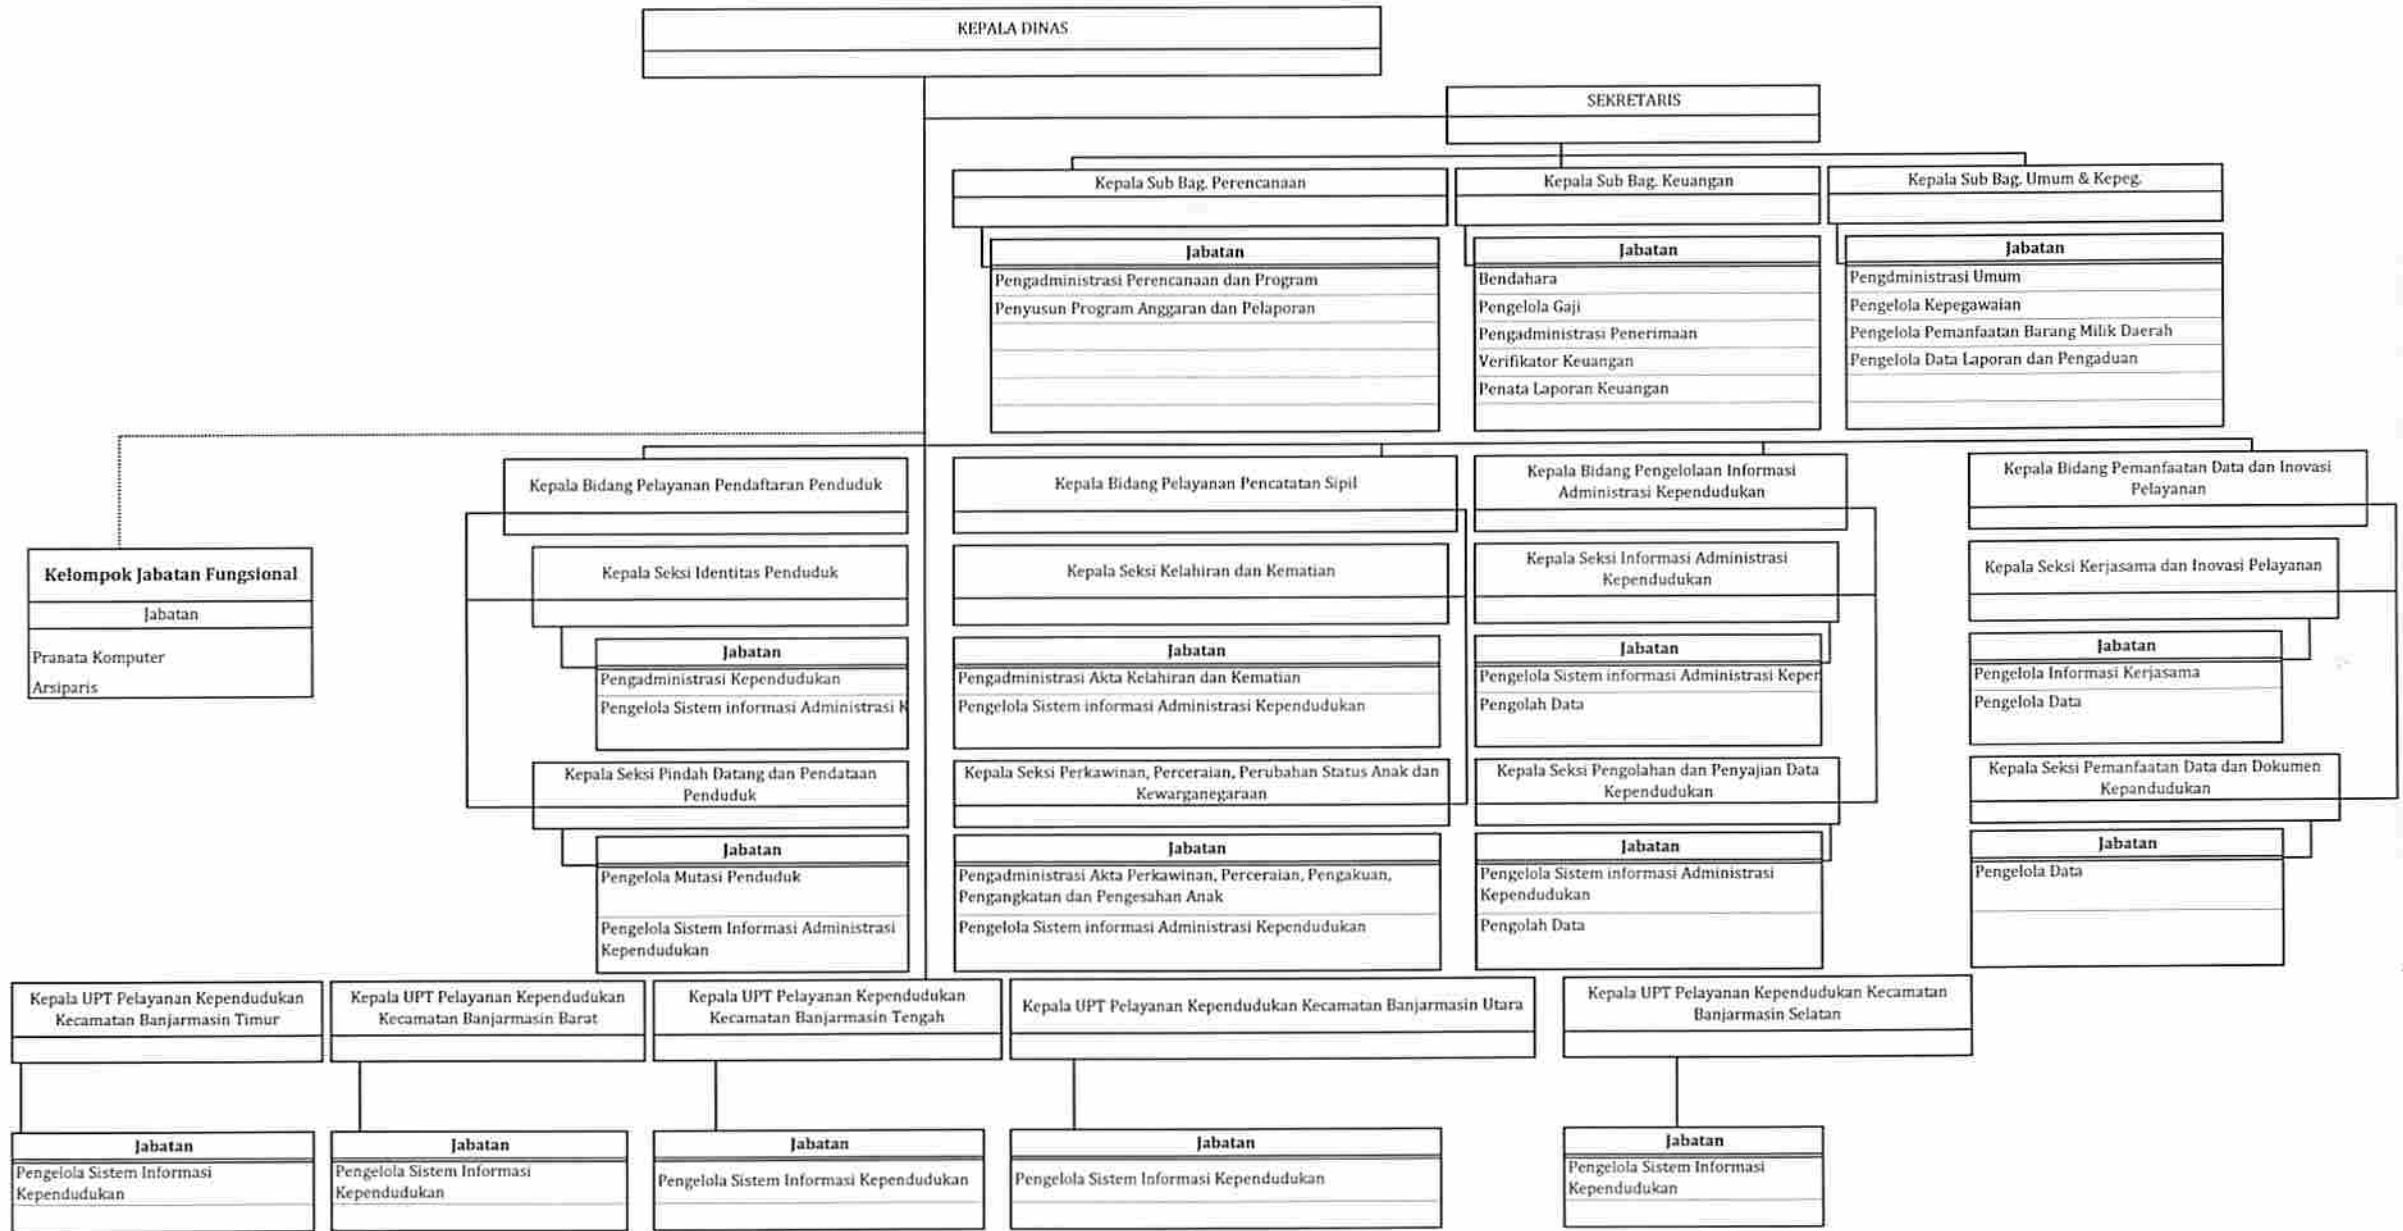 KEPALA DINAS
SEKRETARIS
Kepala Sub Bag. Perencanaan
Kepala Sub Bag. Keuangan
Kepala Sub Bag. Umum & Kepeg.
Jabatan
Pengadministrasi Perencanaan dan Program
Penyusun Program Anggaran dan Pelaporan
Jabatan
Bendahara
Pengelola Gaji
Pengadministrasi Penerimaan
Verifikator Keuangan
Penata Laporan Keuangan
Jabatan
Pengdministrasi Umum
Pengelola Kepegawaian
Pengelola Pemanfaatan Barang Milik Daerah
Pengelola Data Laporan dan Pengaduan
Kelompok Jabatan Fungsional
Jabatan
Pranata Komputer
Arsiparis
Kepala Bidang Pelayanan Pendaftaran Penduduk
Kepala Seksi Identitas Penduduk
Jabatan
Pengadministrasi Kependudukan
Pengelola Sistem informasi Administrasi K
Kepala Seksi Pindah Datang dan Pendataan
Penduduk
Jabatan
Pengelola Mutasi Penduduk
Pengelola Sistem Informasi Administrasi
Kependudukan
Kepala Bidang Pelayanan Pencatatan Sipil
Kepala Seksi Kelahiran dan Kematian
Jabatan
Pengadministrasi Akta Kelahiran dan Kematian
Pengelola Sistem informasi Administrasi Kependudukan
Kepala Seksi Perkawinan, Perceraian, Perubahan Status Anak dan
Kewarganegaraan
Jabatan
Pengadministrasi Akta Perkawinan, Perceraian, Pengakuan,
Pengangkatan dan Pengesahan Anak
Pengelola Sistem informasi Administrasi Kependudukan
Kepala Bidang Pengelolaan Informasi
Administrasi Kependudukan
Kepala Seksi Informasi Administrasi
Kependudukan
Jabatan
Pengelola Sistem informasi Administrasi Keper
Pengolah Data
Kepala Seksi Pengolahan dan Penyajian Data
Kependudukan
Jabatan
Pengelola Sistem informasi Administrasi
Kependudukan
Pengolah Data
Kepala Bidang Pemanfaatan Data dan Inovasi
Pelayanan
Kepala Seksi Kerjasama dan Inovasi Pelayanan
Jabatan
Pengelola Informasi Kerjasama
Pengelola Data
Kepala Seksi Pemanfaatan Data dan Dokumen
Kepandudukan
Jabatan
Pengelola Data
Kepala UPT Pelayanan Kependudukan
Kecamatan Banjarmasin Timur
Jabatan
Pengelola Sistem Informasi
Kependudukan
Kepala UPT Pelayanan Kependudukan
Kecamatan Banjarmasin Barat
Jabatan
Pengelola Sistem Informasi
Kependudukan
Kepala UPT Pelayanan Kependudukan
Kecamatan Banjarmasin Tengah
Jabatan
Pengelola Sistem Informasi Kependudukan
Kepala UPT Pelayanan Kependudukan Kecamatan Banjarmasin Utara
Jabatan
Pengelola Sistem Informasi Kependudukan
Kepala UPT Pelayanan Kependudukan Kecamatan
Banjarmasin Selatan
Jabatan
Pengelola Sistem Informasi
Kependudukan